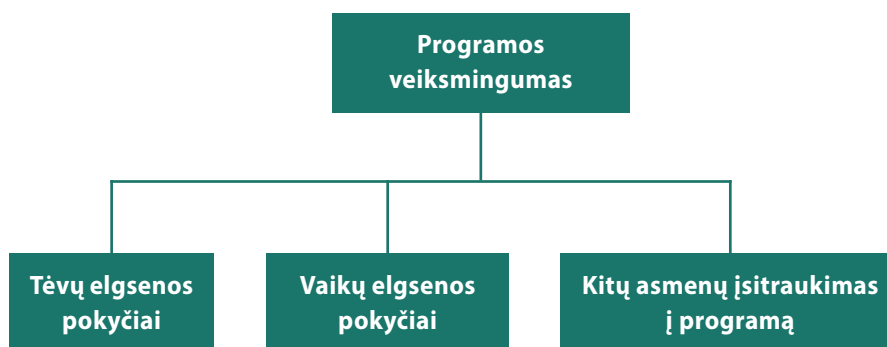 Programos
veiksmingumas
Tėvų elgsenos
pokyčiai
Vaikų elgsenos
pokyčiai
Kitų asmenų įsitraukimas
į programą